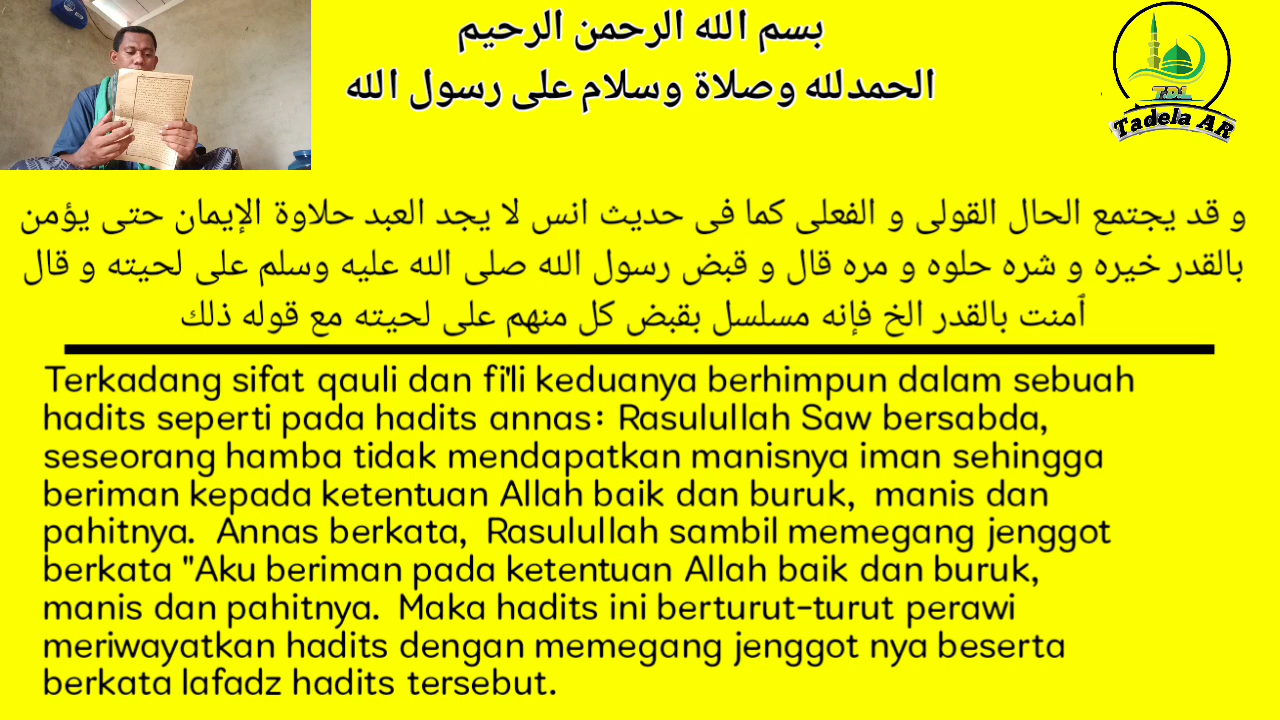 بسم الله الرحمن الرحيم
الحمدلله وصلاة وسلام على رسول الله
T.D.L
Tadela AR
و قد يجتمع الحال القولى و الفعلى كما فى حديث انس لا يجد العبد حلاوة الإيمان حتى يؤمن
بالقدر خيره و شره حلوه و مره قال و قبض رسول الله صلى الله عليه وسلم على لحيته و قال
آمنت بالقدر الخ فإنه مسلسل بقبض كل منهم على لحيته مع قوله ذلك
Terkadang sifat qauli dan fi'li keduanya berhimpun dalam sebuah
hadits seperti pada hadits annas: Rasulullah Saw bersabda,
seseorang hamba tidak mendapatkan manisnya iman sehingga
beriman kepada ketentuan Allah baik dan buruk, manis dan
pahitnya. Annas berkata, Rasulullah sambil memegang jenggot
berkata "Aku beriman pada ketentuan Allah baik dan buruk,
manis dan pahitnya. Maka hadits ini berturut-turut perawi
meriwayatkan hadits dengan memegang jenggot nya beserta
berkata lafadz hadits tersebut.